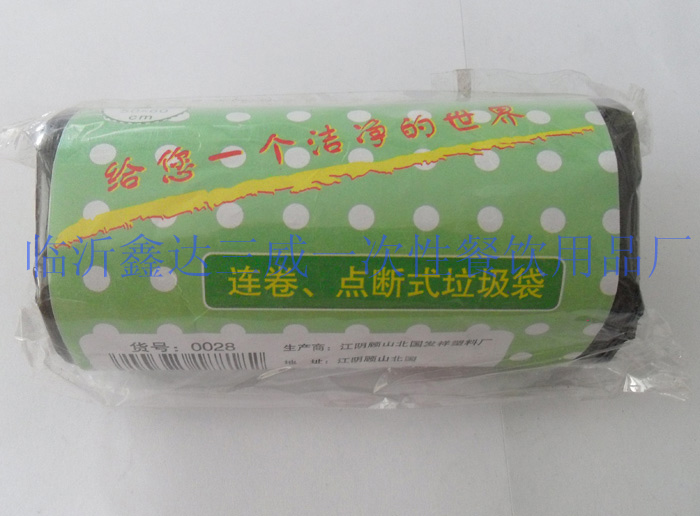 cm
给您一个洁净的世界
临沂鑫达三威一次性餐饮用品厂
连卷、点断式垃圾袋
货号：0028
生产商：江阴顾山北国发祥塑料厂
地 址：江阴顾山北国